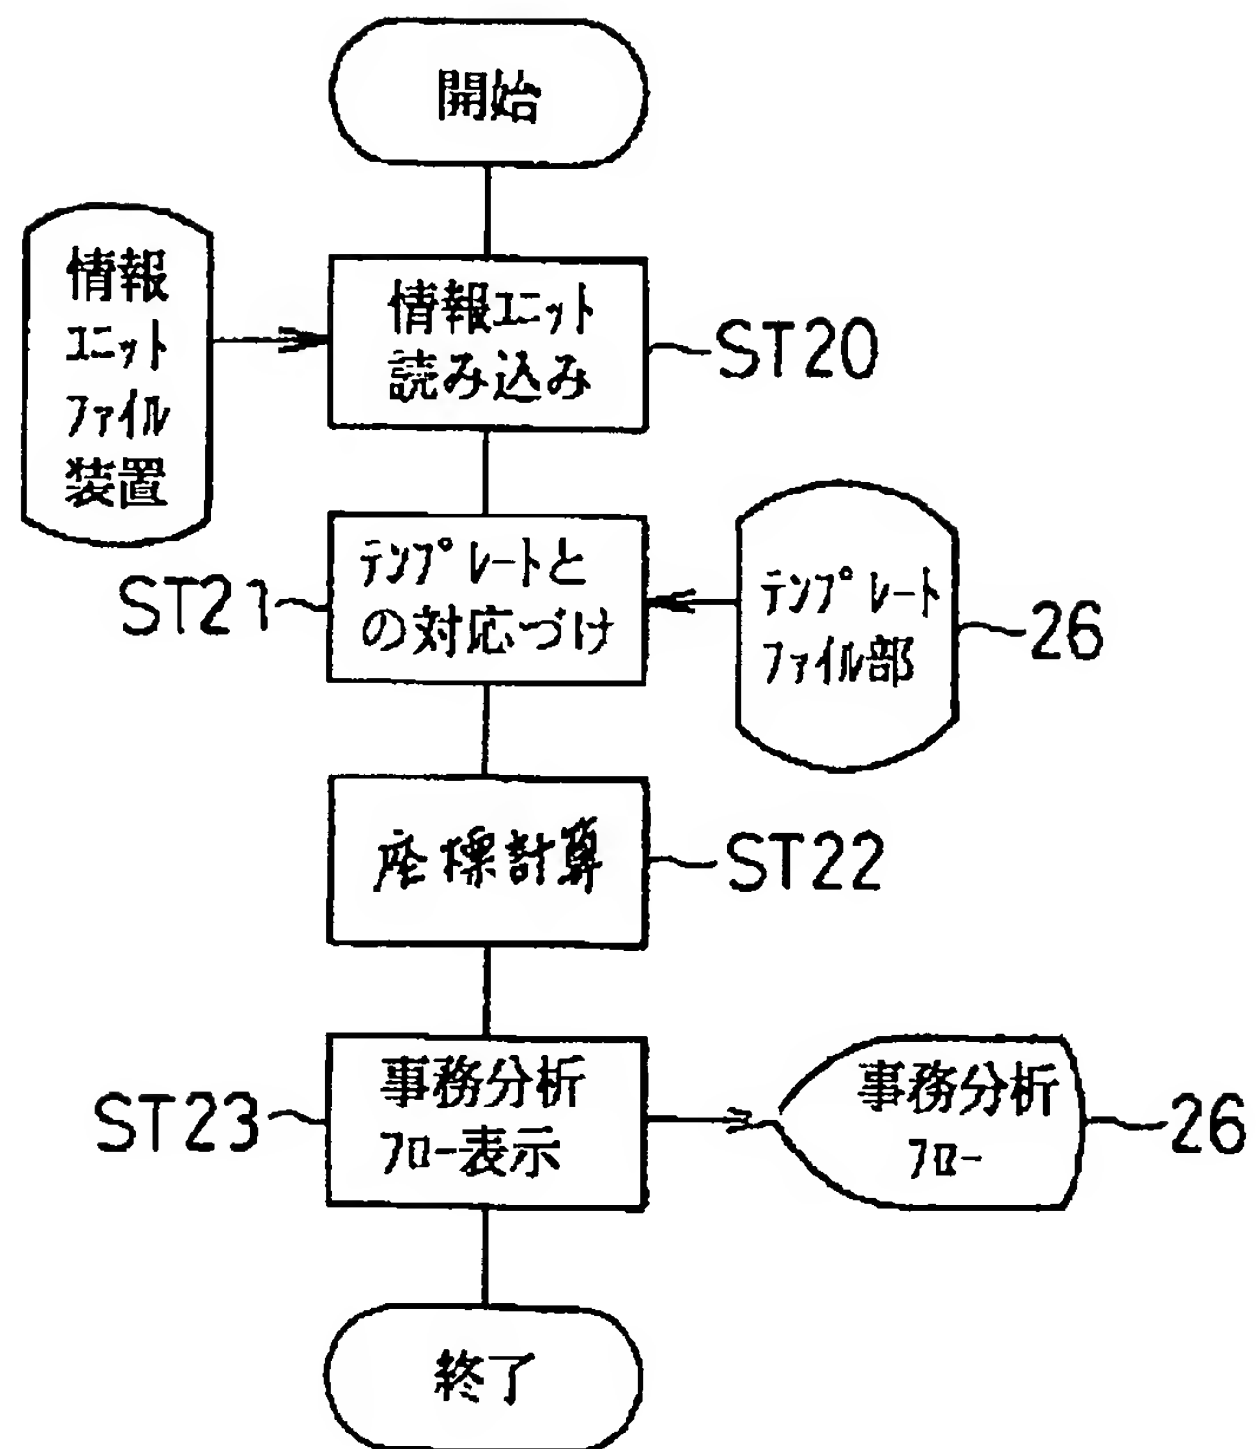 開始
情報
ユニット
ファイル
装置
情報ユニット
読み込み
ST20
テンプレートと
の対応づけ
ST21
テンプレート
ファイル部
26
座標計算
ST22
事務分析
フロー表示
ST23
事務分析
フロー
26
終了